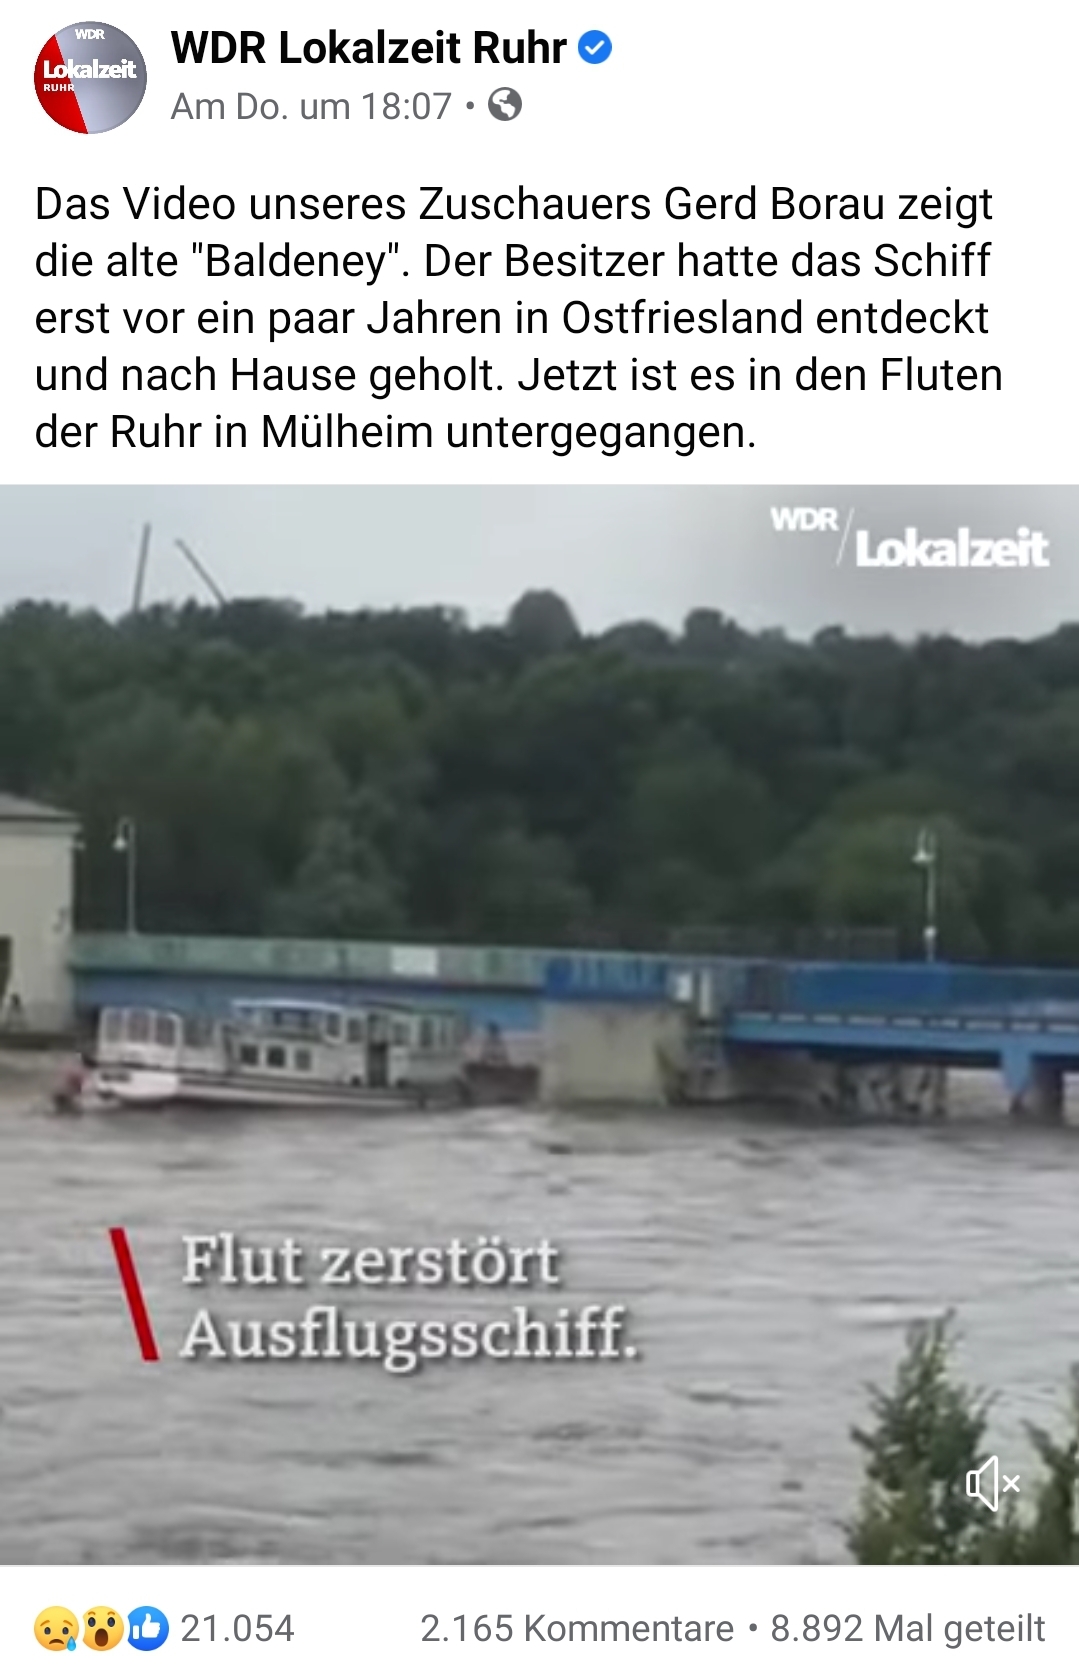 WDR
Lokalzeit
RUHR
WDR Lokalzeit Ruhr
Am Do. um 18:07 •
Das Video unseres Zuschauers Gerd Borau zeigt
die alte "Baldeney". Der Besitzer hatte das Schiff
erst vor ein paar Jahren in Ostfriesland entdeckt
und nach Hause geholt. Jetzt ist es in den Fluten
der Ruhr in Mülheim untergegangen.
WDR
Lokalzeit
Flut zerstört
Ausflugsschiff.
21.054 2.165 Kommentare • 8.892 Mal geteilt